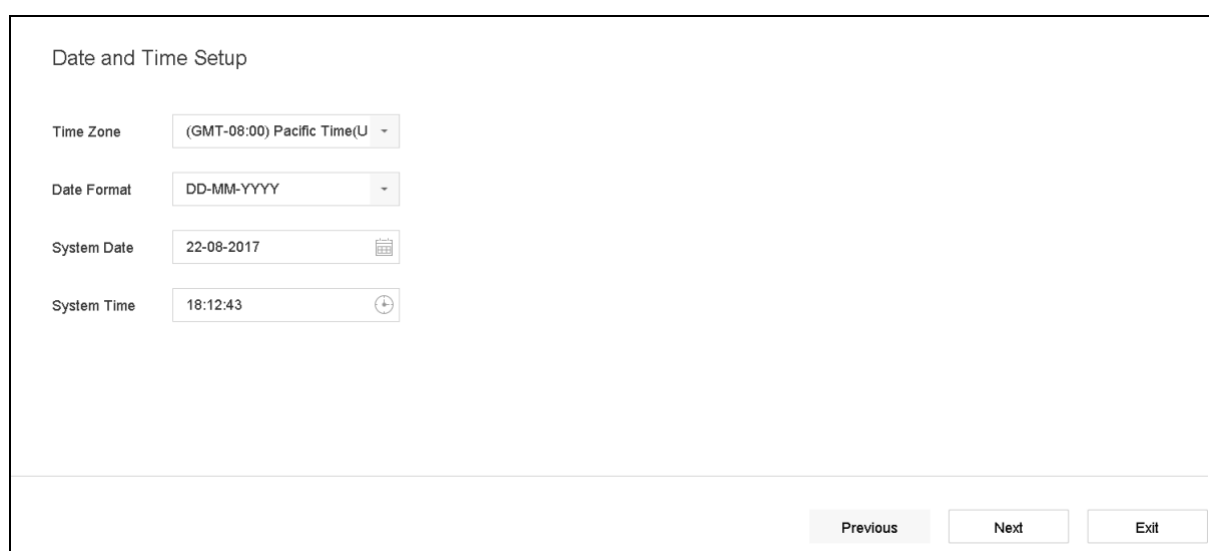 Date and Time Setup
Time Zone (GMT-08:00) Pacific Time(U
Date Format DD-MM-YYYY
System Date 22-08-2017
System Time 18:12:43
Previous Next Exit